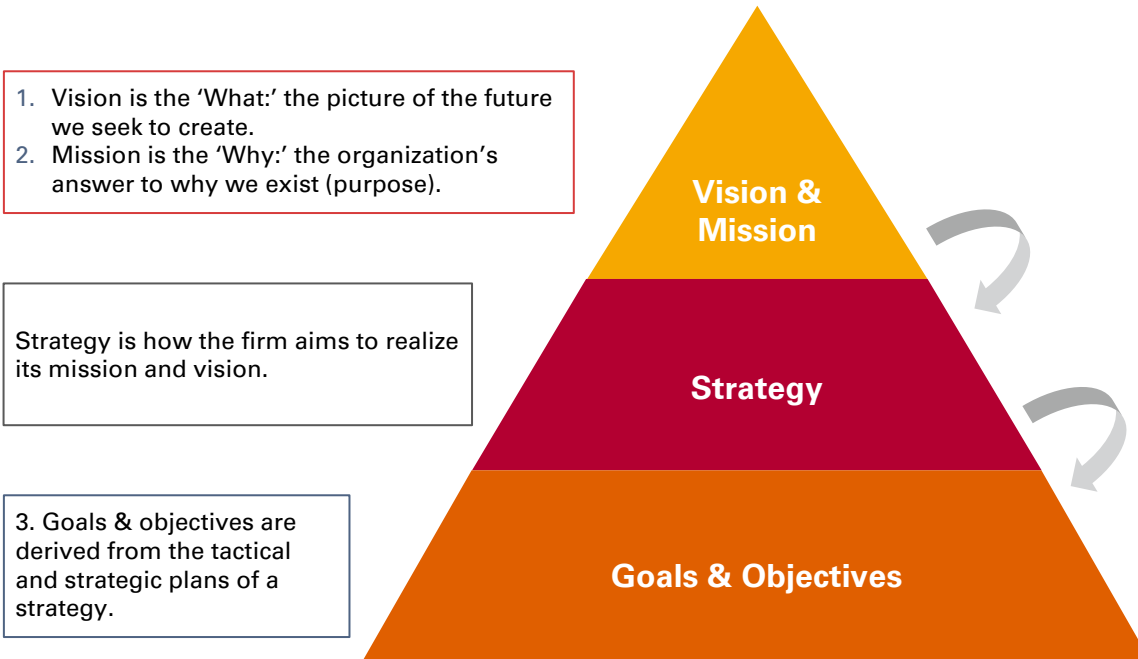 1. Vision is the ‘What:’ the picture of the future
we seek to create.
2. Mission is the ‘Why:’ the organization’s
answer to why we exist (purpose).
Vision &
Mission
Strategy is how the firm aims to realize
its mission and vision.
Strategy
3. Goals & objectives are
derived from the tactical
and strategic plans of a
strategy.
Goals & Objectives